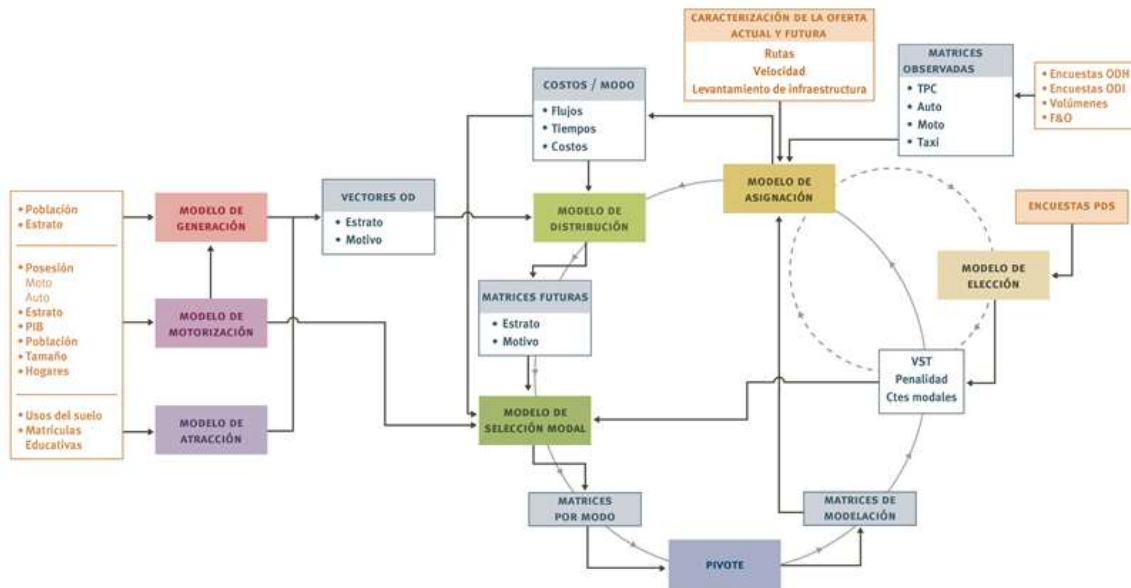 CARACTERIZACIÓN DE LA OFERTA
ACTUAL Y FUTURA
Rutas
Velocidad
Levantamiento de infraestructura
MATRICES
OBSERVADAS
• TPC
• Auto
• Moto
• Taxi
• Encuestas ODH
• Encuestas ODI
• Volúmenes
• F&O
COSTOS / MODO
• Flujos
• Tiempos
• Costos
• Población
• Estrato
• Posesión
Moto
Auto
• Estrato
• PIB
• Población
• Tamaño
• Hogares
• Usos del suelo
• Matrículas
Educativas
MODELO DE
GENERACIÓN
MODELO DE
MOTORIZACIÓN
MODELO DE
ATRACCIÓN
VECTORES OD
• Estrato
• Motivo
MODELO DE
DISTRIBUCIÓN
MODELO DE
ASIGNACIÓN
ENCUESTAS PDS
MODELO DE
ELECCIÓN
MATRICES FUTURAS
• Estrato
• Motivo
VST
Penalidad
Ctes modales
MODELO DE
SELECCIÓN MODAL
MATRICES
POR MODO
MATRICES DE
MODELACIÓN
PIVOTE